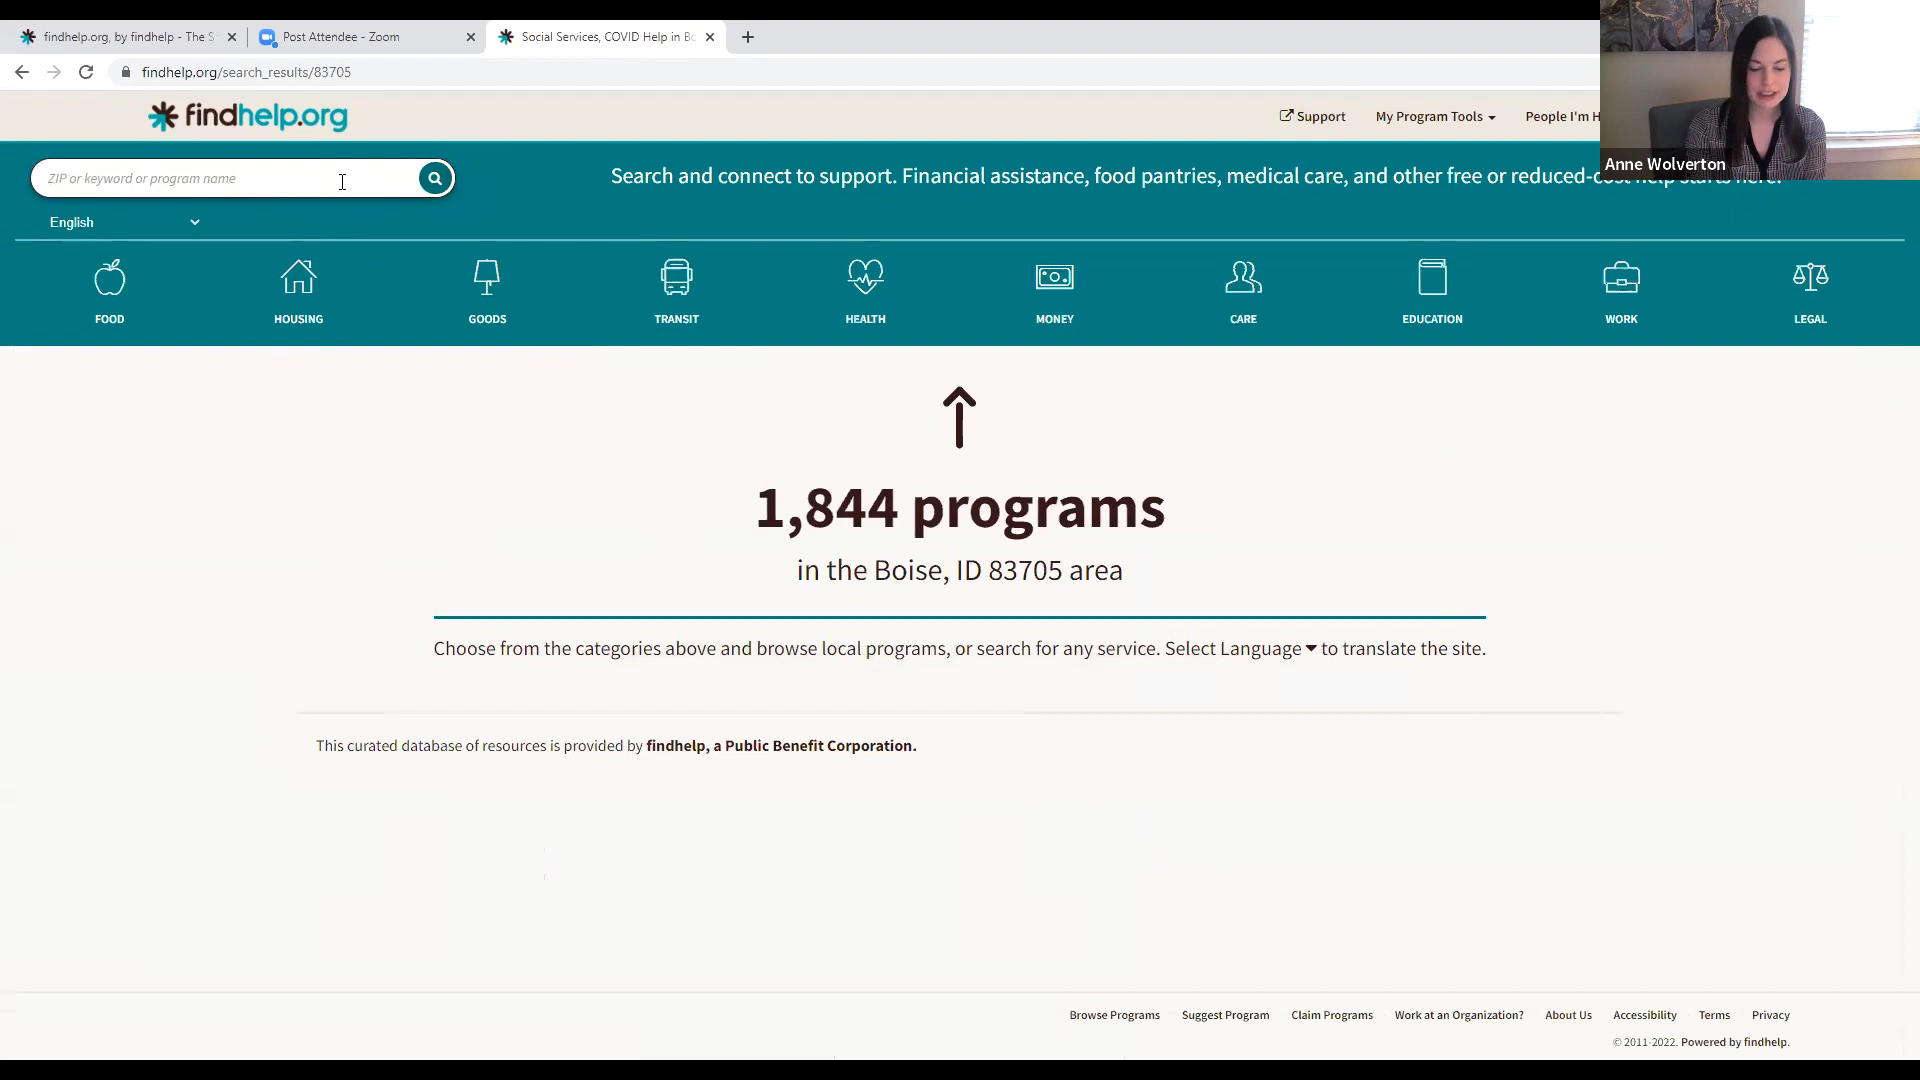 findhelp.org, by findhelp - The S
Post Attendee - Zoom
Social Services, COVID Help in Bo
findhelp.org/search_results/83705
findhelp.org
Support
My Program Tools
People I'm H
Anne Wolverton
ZIP or keyword or program name
Search and connect to support. Financial assistance, food pantries, medical care, and other free or reduced-cost help starts here.
English
FOOD
HOUSING
GOODS
TRANSIT
HEALTH
MONEY
CARE
EDUCATION
WORK
LEGAL
1,844 programs
in the Boise, ID 83705 area
Choose from the categories above and browse local programs, or search for any service. Select Language to translate the site.
This curated database of resources is provided by findhelp, a Public Benefit Corporation.
Browse Programs
Suggest Program
Claim Programs
Work at an Organization?
About Us
Accessibility
Terms
Privacy
© 2011-2022. Powered by findhelp.